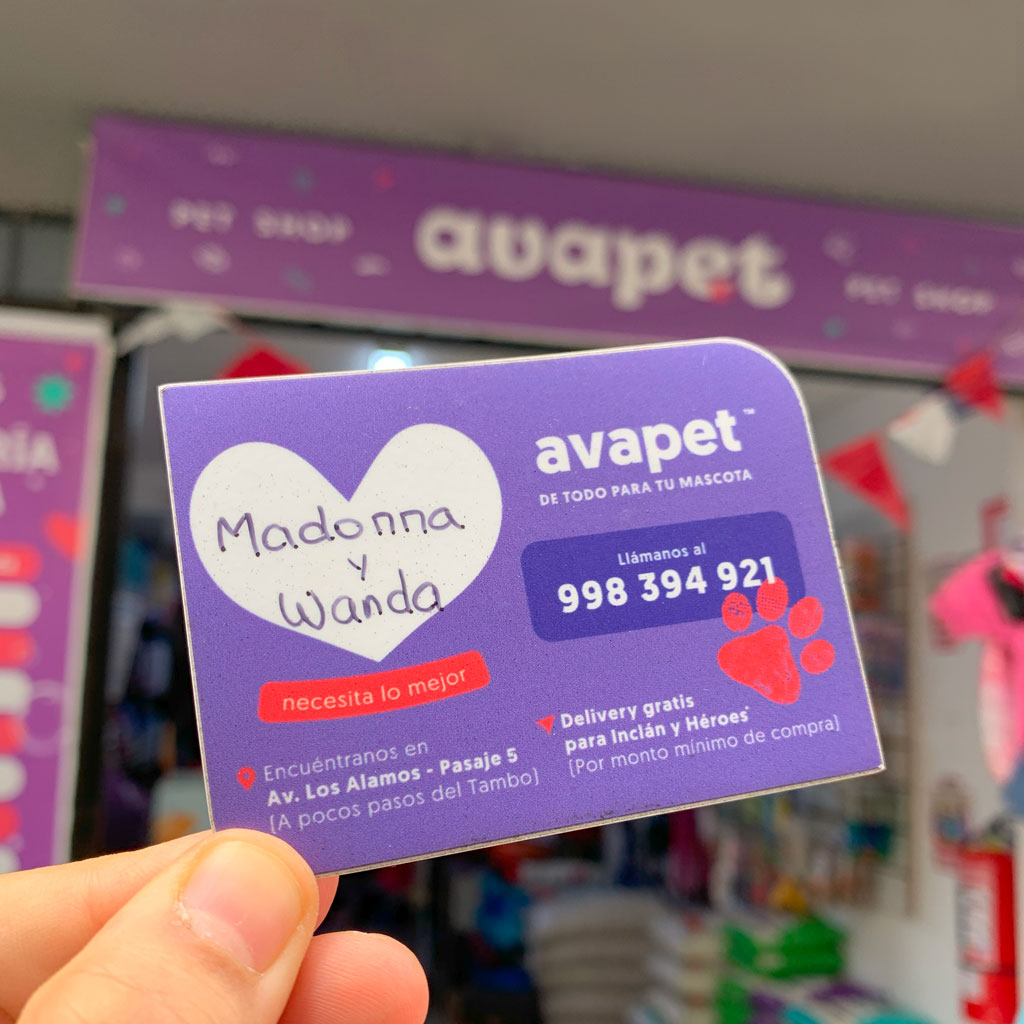 PET SHOP
avapet
PET SHOP
RÍA
A
Madonna
y
Wanda
necesita lo mejor
Encuéntranos en
Av. Los Alamos - Pasaje 5
[A pocos pasos del Tambo]
avapet™
DE TODO PARA TU MASCOTA
Llámanos al
998 394 921
Delivery gratis
para Inclán y Héroes*
[Por monto mínimo de compra]